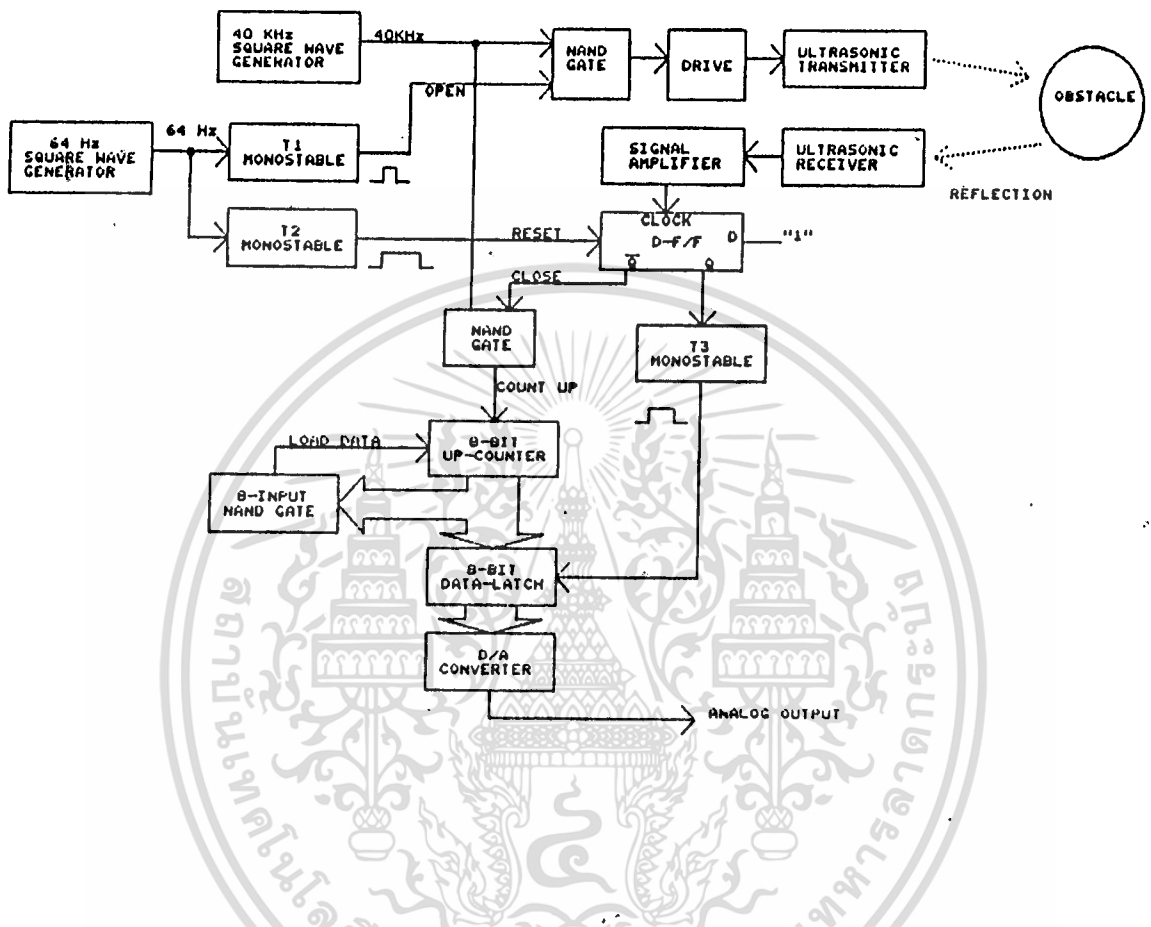 40 KHz
SQUARE WAVE
GENERATOR
40KHz
NAND
GATE
DRIVE
ULTRASONIC
TRANSMITTER
OBSTACLE
OPEN
64 Hz
SQUARE WAVE
GENERATOR
64 Hz
T1
MONOSTABLE
SIGNAL
AMPLIFIER
ULTRASONIC
RECEIVER
REFLECTION
T2
MONOSTABLE
RESET
CLOCK
D-F/F
D
"1"
Q̅
Q
CLOSE
NAND
GATE
T3
MONOSTABLE
COUNT UP
LOAD DATA
8-BIT
UP-COUNTER
8-INPUT
NAND GATE
8-BIT
DATA-LATCH
D/A
CONVERTER
ANALOG OUTPUT